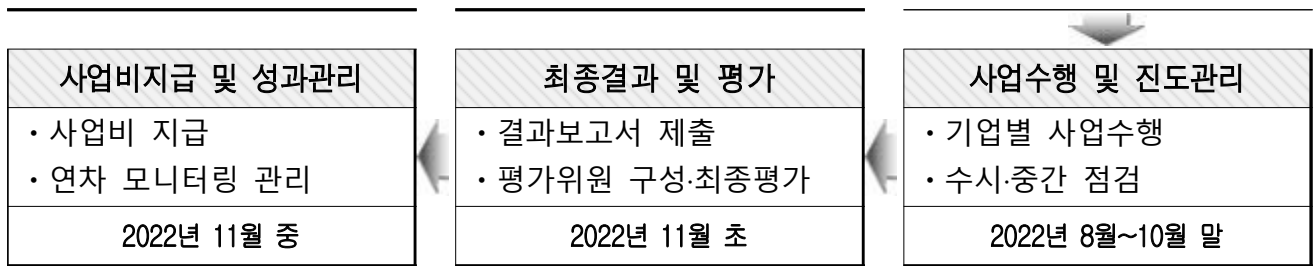 사업비지급 및 성과관리
・사업비 지급
・연차 모니터링 관리
2022년 11월 중
최종결과 및 평가
・결과보고서 제출
・평가위원 구성·최종평가
2022년 11월 초
사업수행 및 진도관리
・기업별 사업수행
・수시·중간 점검
2022년 8월~10월 말